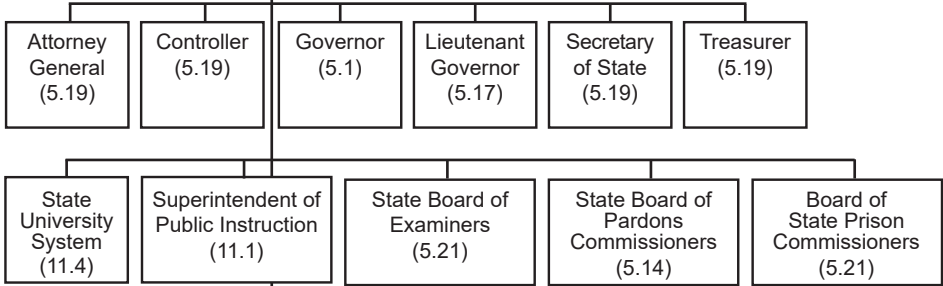 Attorney
General
(5.19)
Controller
(5.19)
Governor
(5.1)
Lieutenant
Governor
(5.17)
Secretary
of State
(5.19)
Treasurer
(5.19)
State
University
System
(11.4)
Superintendent of
Public Instruction
(11.1)
State Board of
Examiners
(5.21)
State Board of
Pardons
Commissioners
(5.14)
Board of
State Prison
Commissioners
(5.21)